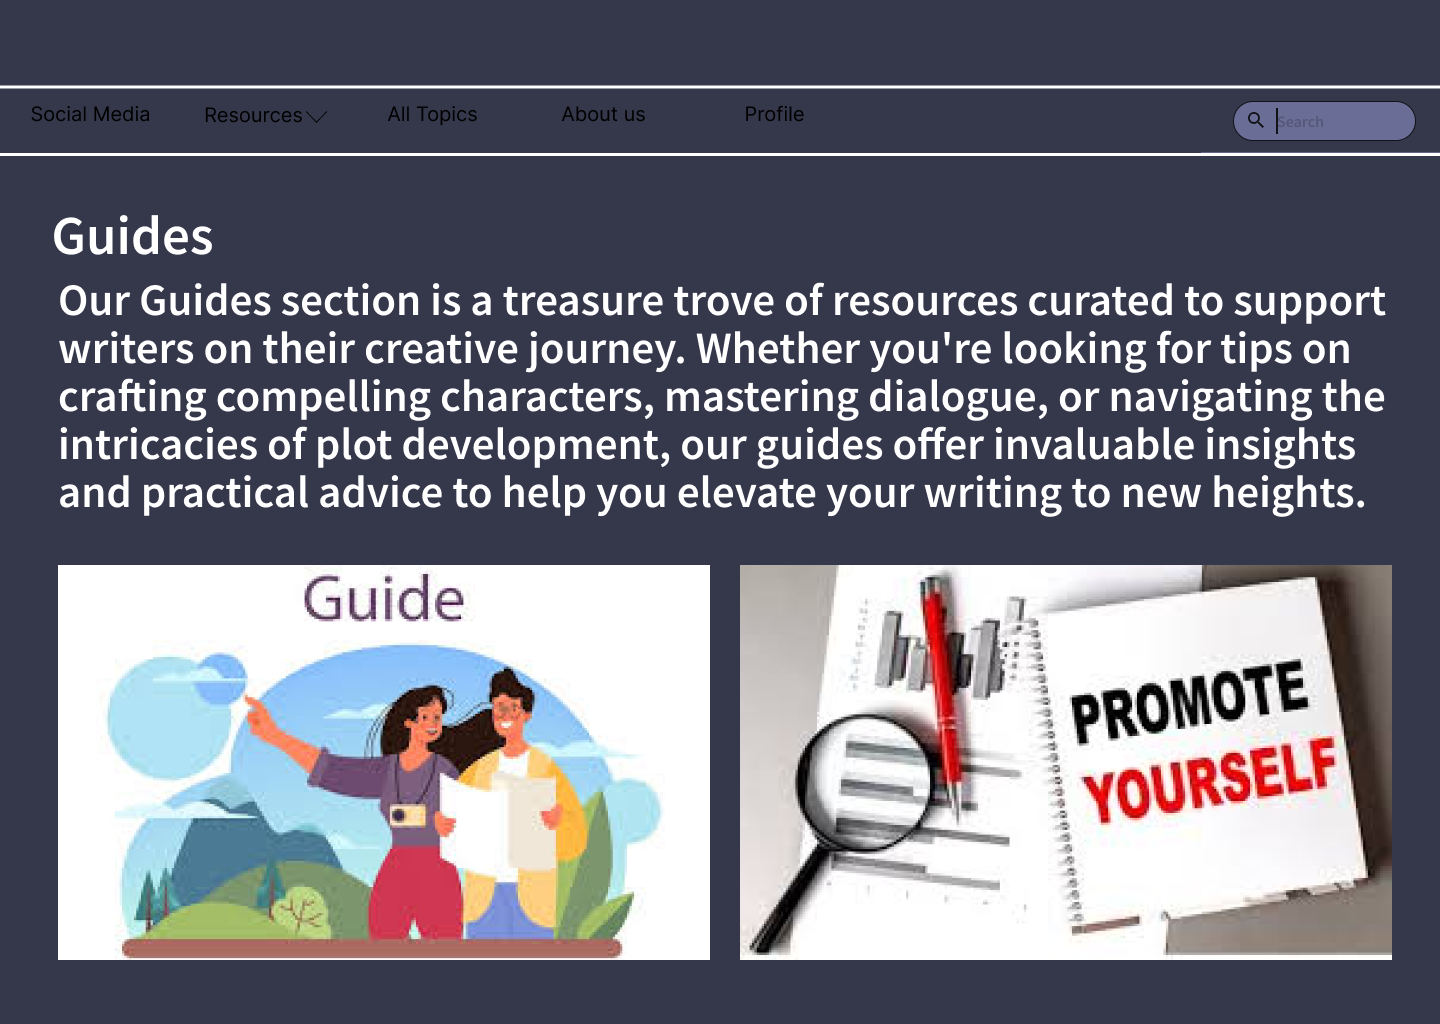 Social Media
Resources
All Topics
About us
Profile
Search
Guides
Our Guides section is a treasure trove of resources curated to support
writers on their creative journey. Whether you're looking for tips on
crafting compelling characters, mastering dialogue, or navigating the
intricacies of plot development, our guides offer invaluable insights
and practical advice to help you elevate your writing to new heights.
Guide
PROMOTE
YOURSELF